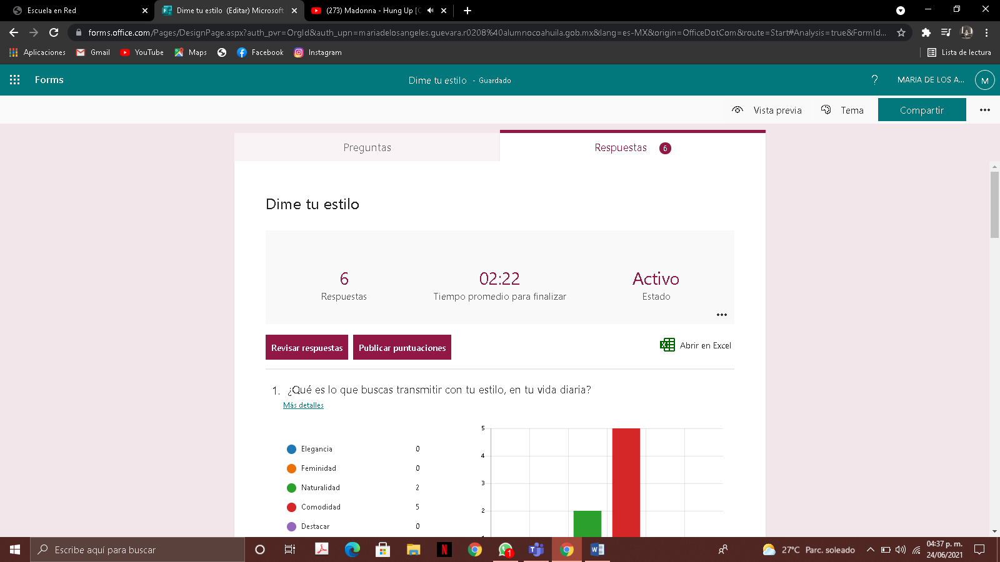 Escuela en Red
Dime tu estilo (Editar) Microsoft
(273) Madonna - Hung Up [
forms.office.com/Pages/DesignPage.aspx?auth_pvr=OrgId&auth_upn=mariadelosangeles.guevara.r0208%40alumnocoahuila.gob.mx&lang=es-MX&origin=OfficeDotCom&route=Start#Analysis=true&FormId...
Aplicaciones Gmail YouTube Maps Facebook Instagram Lista de lectura
Forms Dime tu estilo - Guardado ? MARIA DE LOS A... M
Vista previa Tema Compartir
Preguntas Respuestas 6
Dime tu estilo
6 02:22 Activo
Respuestas Tiempo promedio para finalizar Estado
Revisar respuestas Publicar puntuaciones Abrir en Excel
1. ¿Qué es lo que buscas transmitir con tu estilo, en tu vida diaria?
Más detalles
Elegancia 0
Feminidad 0
Naturalidad 2
Comodidad 5
Destacar 0
5
4
3
2
Escribe aquí para buscar
1
27°C Parc. soleado
04:37 p. m.
24/06/2021